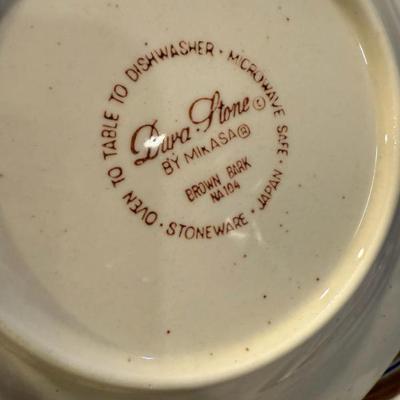 OVEN TO TABLE TO DISHWASHER · MICROWAVE SAFE · JAPAN · STONEWARE ·
Dura·Stone©
BY MIKASA®
BROWN BARK
NA104